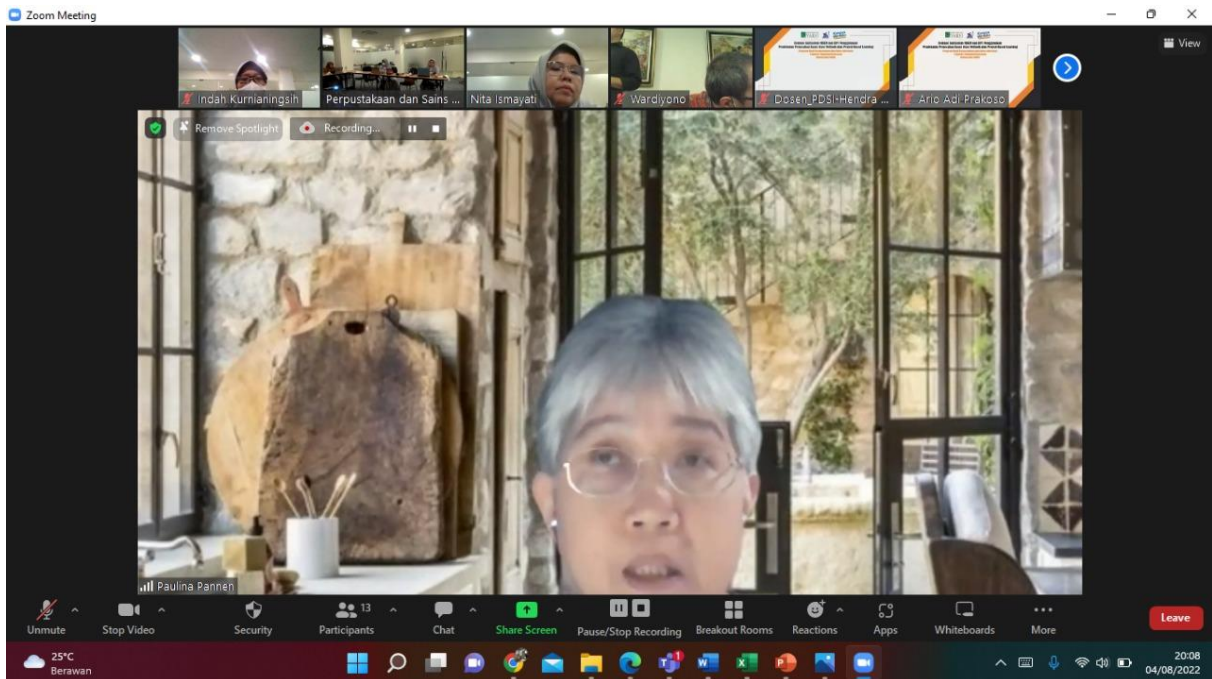 Zoom Meeting
View
Indah Kurnianingsih
Perpustakaan dan Sains ...
Nita Ismayati
Wardiyono
Dosen_PDSI-Hendra ...
Ario Adi Prakoso
Remove Spotlight
Recording...
Paulina Pannen
13
Unmute
Stop Video
Security
Participants
Chat
Share Screen
Pause/Stop Recording
Breakout Rooms
Reactions
Apps
Whiteboards
More
Leave
25°C
Berawan
20:08
04/08/2022